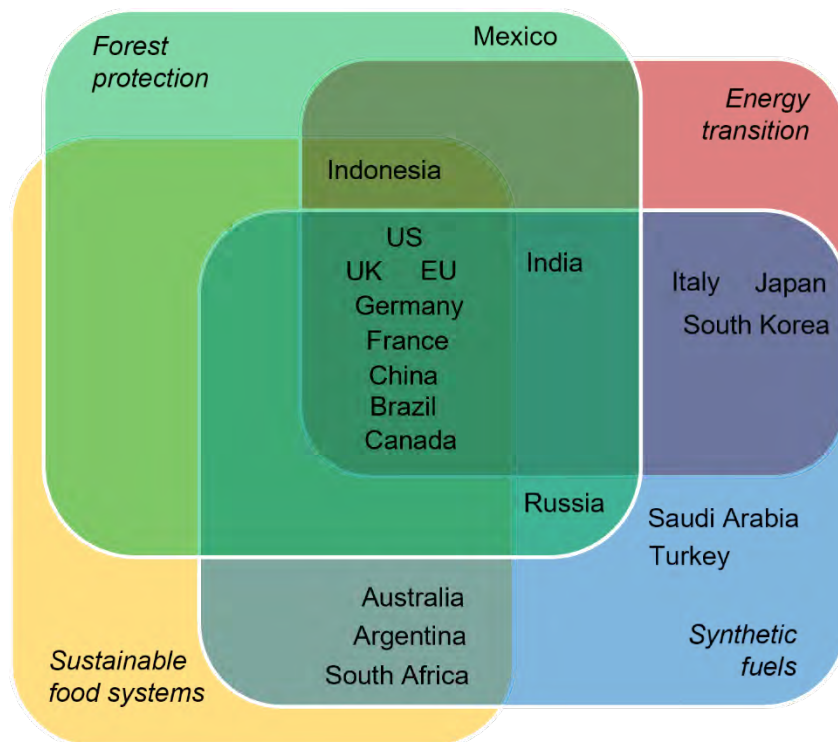 Forest
protection
Mexico
Energy
transition
Indonesia
US
UK EU
Germany
France
China
Brazil
Canada
India
Italy Japan
South Korea
Russia
Saudi Arabia
Turkey
Australia
Argentina
South Africa
Sustainable
food systems
Synthetic
fuels